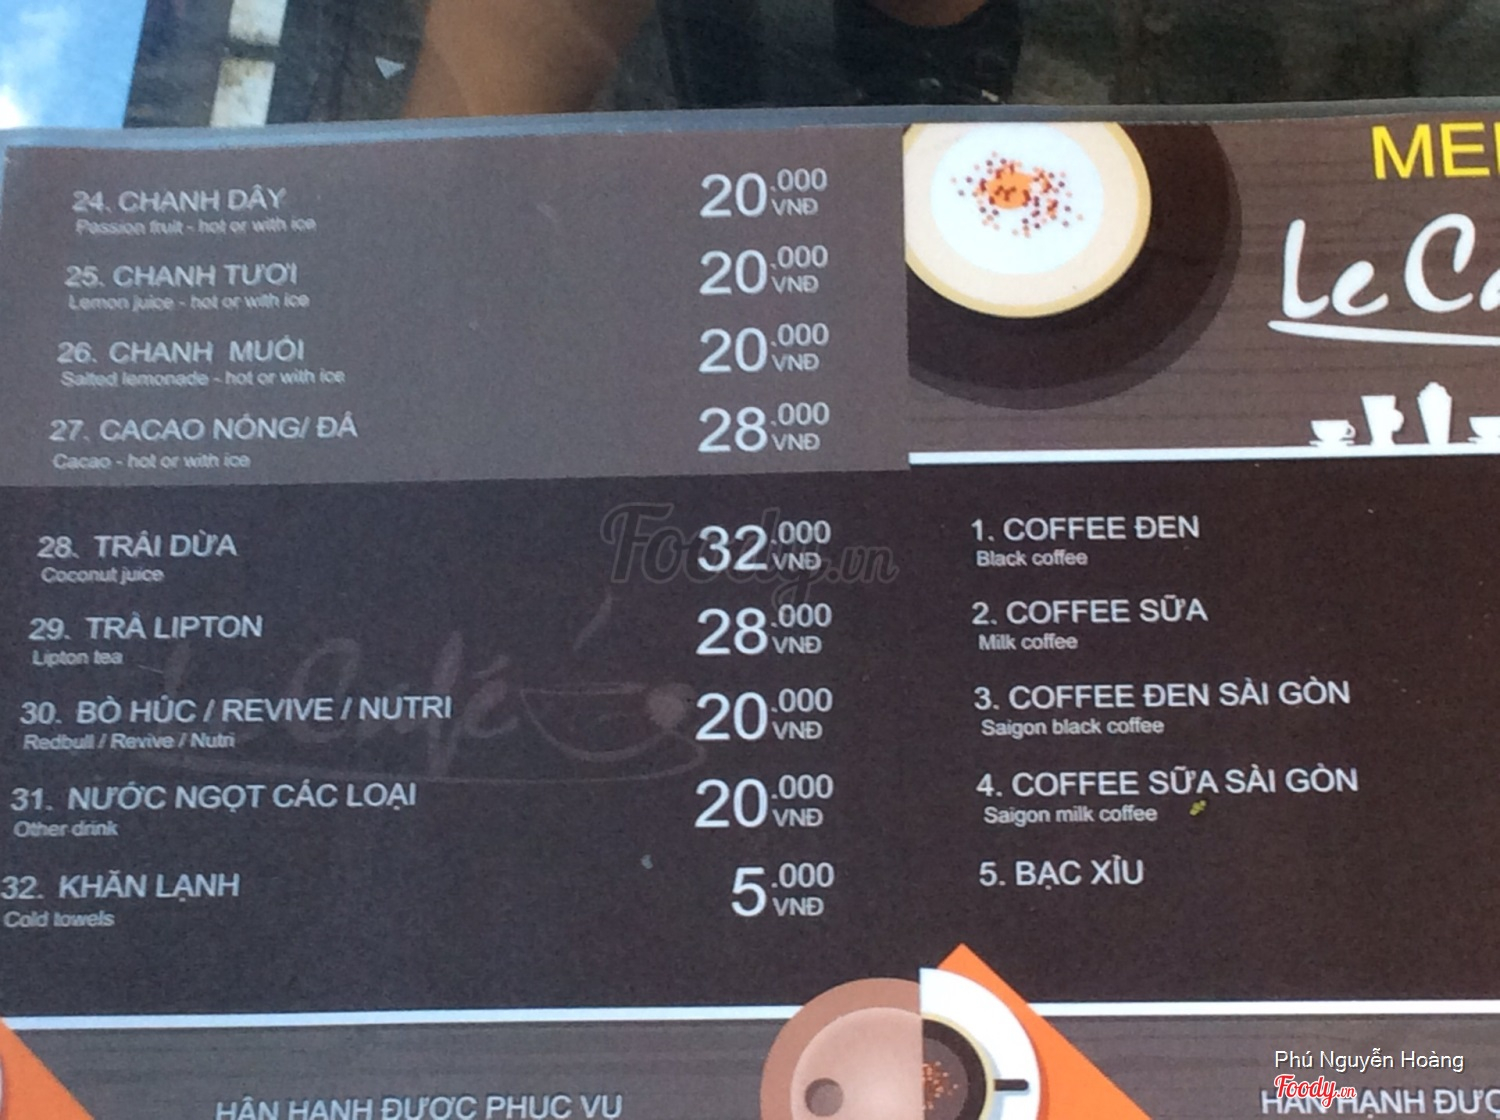 24. CHANH DÂY
Passion fruit - hot or with ice
20.000
VNĐ
25. CHANH TƯƠI
Lemon juice - hot or with ice
20.000
VNĐ
26. CHANH MUỐI
Salted lemonade - hot or with ice
20.000
VNĐ
27. CACAO NÓNG/ ĐÁ
Cacao - hot or with ice
28.000
VNĐ
28. TRÁI DỪA
Coconut juice
32.000
VNĐ
29. TRÀ LIPTON
Lipton tea
28.000
VNĐ
30. BÒ HÚC / REVIVE / NUTRI
Redbull / Revive / Nutri
20.000
VNĐ
31. NƯỚC NGỌT CÁC LOẠI
Other drink
20.000
VNĐ
32. KHĂN LẠNH
Cold towels
5.000
VNĐ
Le Café
Foody.vn
HÂN HẠNH ĐƯỢC PHỤC VỤ
Le
1. COFFEE ĐEN
Black coffee
2. COFFEE SỮA
Milk coffee
3. COFFEE ĐEN SÀI GÒN
Saigon black coffee
4. COFFEE SỮA SÀI GÒN
Saigon milk coffee
5. BẠC XỈU
Phú Nguyễn Hoàng
Foody.vn